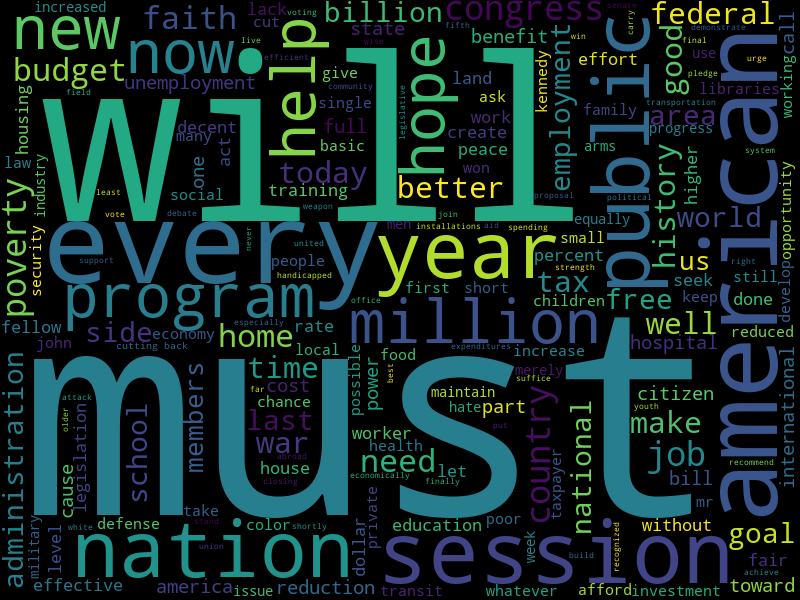 increased
new
budget
now
faith
lack
cut
billion
congress
voting
fifth
senate
wise
carry
final
demonstrate
federal
urge
call
use
pledge
working
live
efficient
community
state
benefit
win
effort
good
libraries
transportation
help
give
hope
land
ask
kennedy
unemployment
housing
field
decent
many
act
single
full
basic
legislative
work
create
peace
won
employment
family
arms
public
area
progress
higher
american
system
law
industry
one
social
today
training
better
least
vote
debate
weapon
join
proposal
political
opportunity
will
poverty
security
every
never
united
men
installations
aid
spending
equally
small
history
world
right
support
people
handicapped
year
percent
strength
us
seek
still
develop
program
office
first
short
children
tax
free
keep
done
fellow
side
economy
especially
home
rate
million
well
reduced
john
cutting back
local
possible
food
expenditures
increase
merely
hospital
administration
attack
older
members
time
cost
chance
far
power
best
suffice
maintain
hate
part
youth
citizen
make
international
must
cause
legislation
school
last
war
house
abroad
closing
worker
health
economically
need
let
finally
put
country
national
taxpayer
job
bill
mr
recommend
military
level
white
defense
take
stand
color
shortly
union
dollar
private
education
poor
week
build
recognized
without
goal
fair
achieve
nation
session
effective
america
issue
reduction
transit
whatever
afford
investment
toward